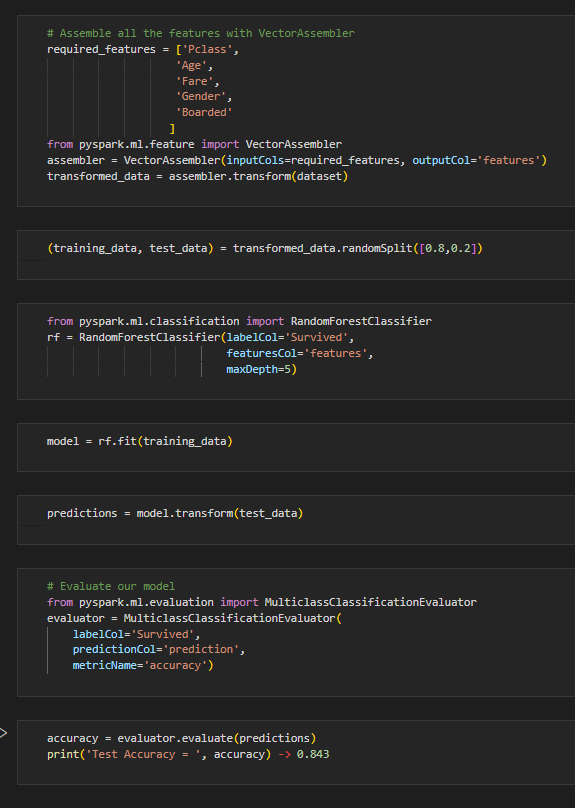 # Assemble all the features with VectorAssembler
required_features = ['Pclass',
'Age',
'Fare',
'Gender',
'Boarded'
]
from pyspark.ml.feature import VectorAssembler
assembler = VectorAssembler(inputCols=required_features, outputCol='features')
transformed_data = assembler.transform(dataset)
(training_data, test_data) = transformed_data.randomSplit([0.8,0.2])
from pyspark.ml.classification import RandomForestClassifier
rf = RandomForestClassifier(labelCol='Survived',
featuresCol='features',
maxDepth=5)
model = rf.fit(training_data)
predictions = model.transform(test_data)
# Evaluate our model
from pyspark.ml.evaluation import MulticlassClassificationEvaluator
evaluator = MulticlassClassificationEvaluator(
labelCol='Survived',
predictionCol='prediction',
metricName='accuracy')
accuracy = evaluator.evaluate(predictions)
print('Test Accuracy = ', accuracy) -> 0.843